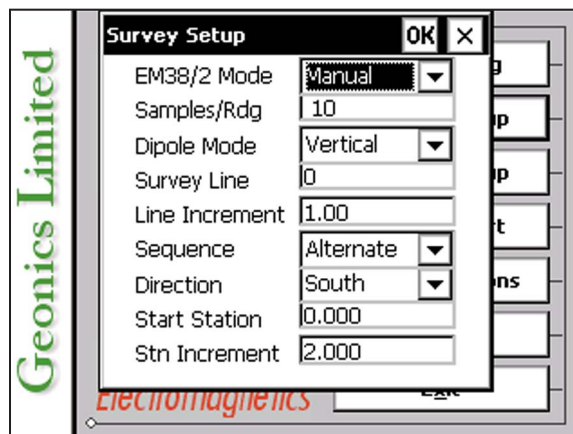 Geonics Limited
Survey Setup OK ×
EM38/2 Mode Manual
Samples/Rdg 10
Dipole Mode Vertical
Survey Line 0
Line Increment 1.00
Sequence Alternate
Direction South
Start Station 0.000
Stn Increment 2.000
Electromagnetics
Exit